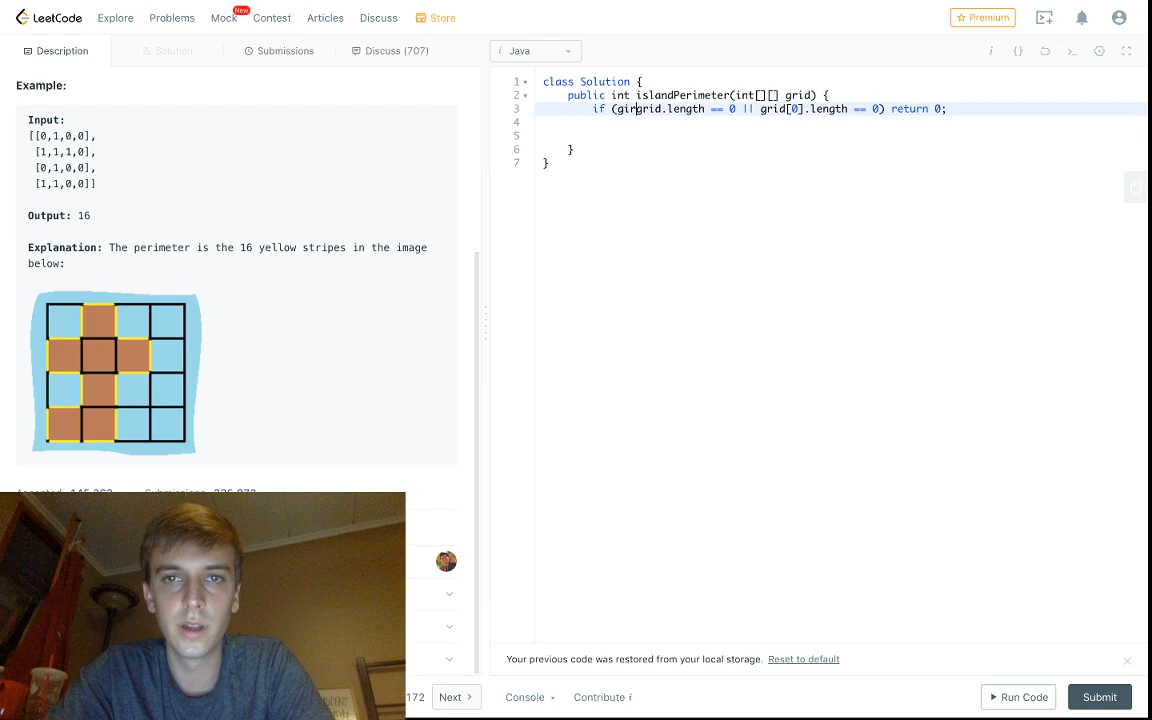 LeetCode Explore Problems Mock New Contest Articles Discuss Store Premium
Description Solution Submissions Discuss (707) i Java i {} >_
Example:
Input:
[[0,1,0,0],
[1,1,1,0],
[0,1,0,0],
[1,1,0,0]]
Output: 16
Explanation: The perimeter is the 16 yellow stripes in the image
below:
1 class Solution {
2 public int islandPerimeter(int[][] grid) {
3 if (girgrid.length == 0 || grid[0].length == 0) return 0;
4
5
6 }
7 }
Your previous code was restored from your local storage. Reset to default
172 Next > Console Contribute i Run Code Submit